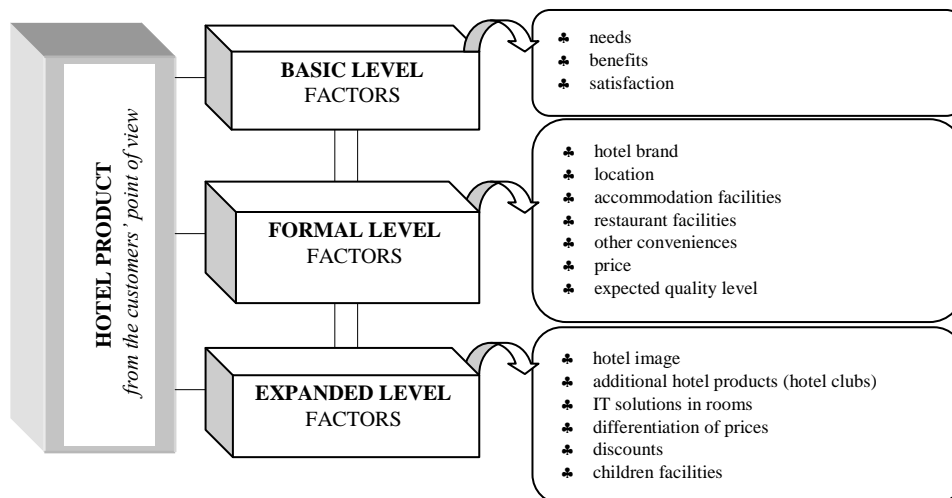 HOTEL PRODUCT
from the customers' point of view
BASIC LEVEL
FACTORS
needs
benefits
satisfaction
FORMAL LEVEL
FACTORS
hotel brand
location
accommodation facilities
restaurant facilities
other conveniences
price
expected quality level
EXPANDED LEVEL
FACTORS
hotel image
additional hotel products (hotel clubs)
IT solutions in rooms
differentiation of prices
discounts
children facilities